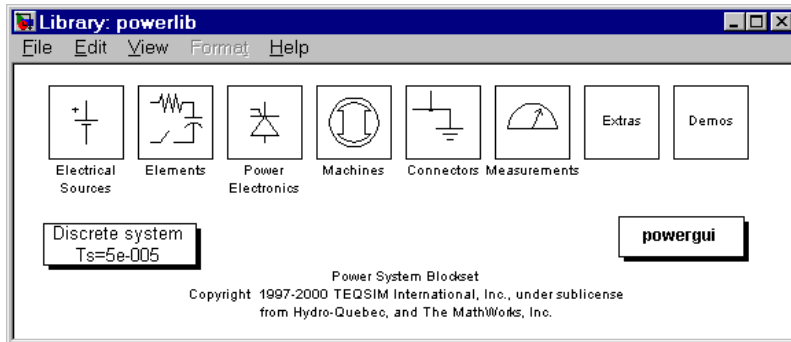 Library: powerlib
File Edit View Format Help
Extras Demos
Electrical Sources
Elements
Power Electronics
Machines
Connectors
Measurements
Discrete system
Ts=5e-005
powergui
Power System Blockset
Copyright 1997-2000 TEQSIM International, Inc., under sublicense
from Hydro-Quebec, and The MathWorks, Inc.